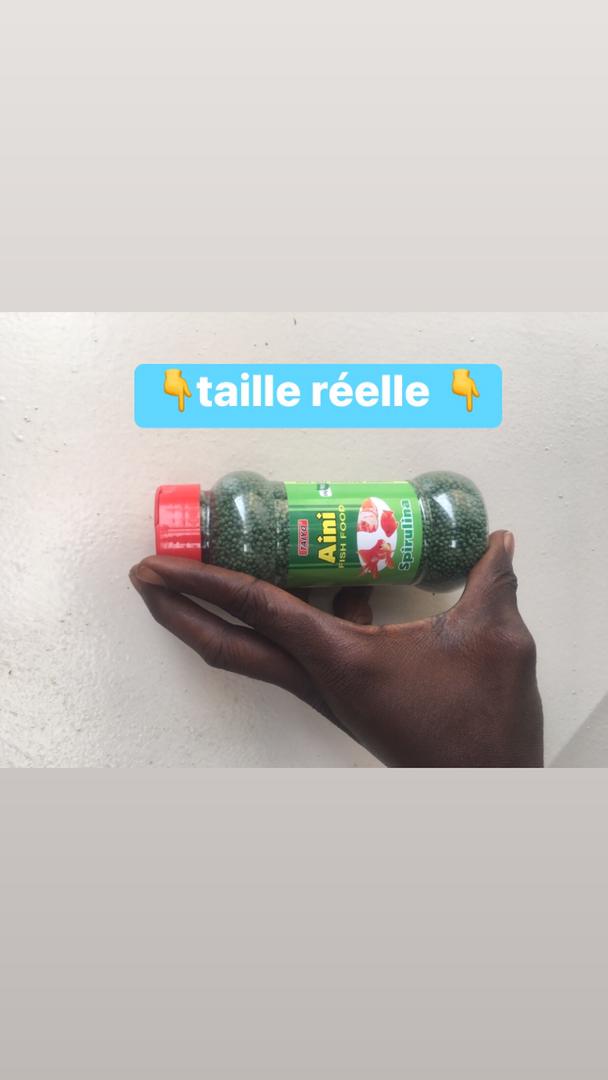 👇taille réelle 👇
TAIYO
Aini
FISH FOOD
Spirulina